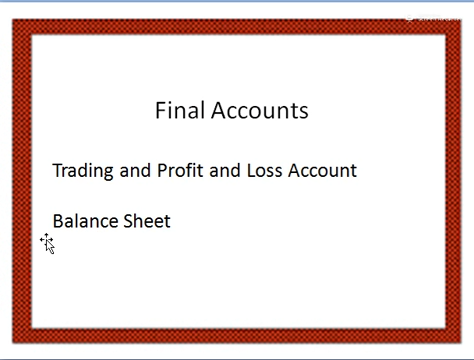 Final Accounts
Trading and Profit and Loss Account
Balance Sheet